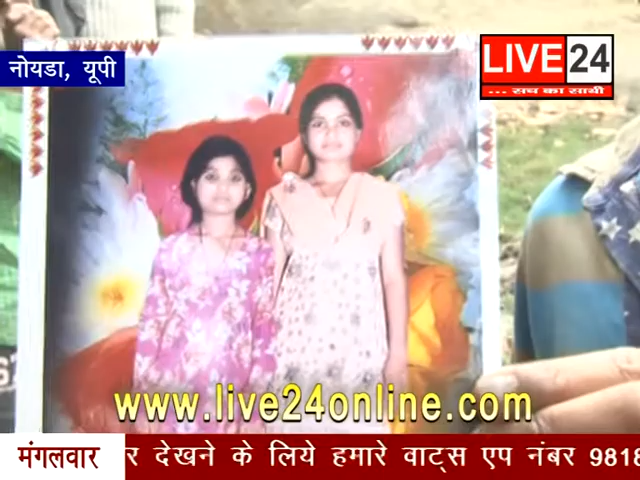 नोयडा, यूपी
LIVE 24
... सच का साथी
www.live24online.com
मंगलवार
र देखने के लिये हमारे वाट्स एप नंबर 9818